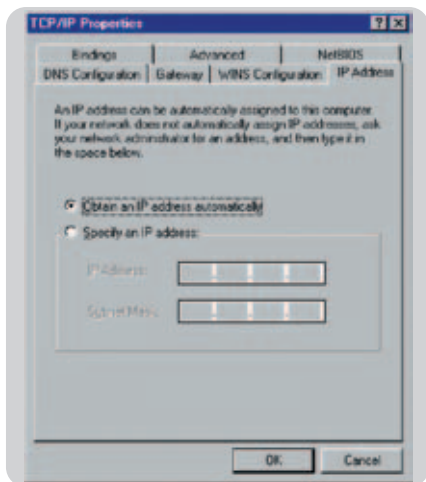 TCP/IP Properties
Bindings Advanced NetBIOS
DNS Configuration Gateway WINS Configuration IP Address
An IP address can be automatically assigned to this computer.
If your network does not automatically assign IP addresses, ask
your network administrator for an address, and then type it in
the space below.
Obtain an IP address automatically
Specify an IP address:
IP Address:
Subnet Mask:
OK
Cancel